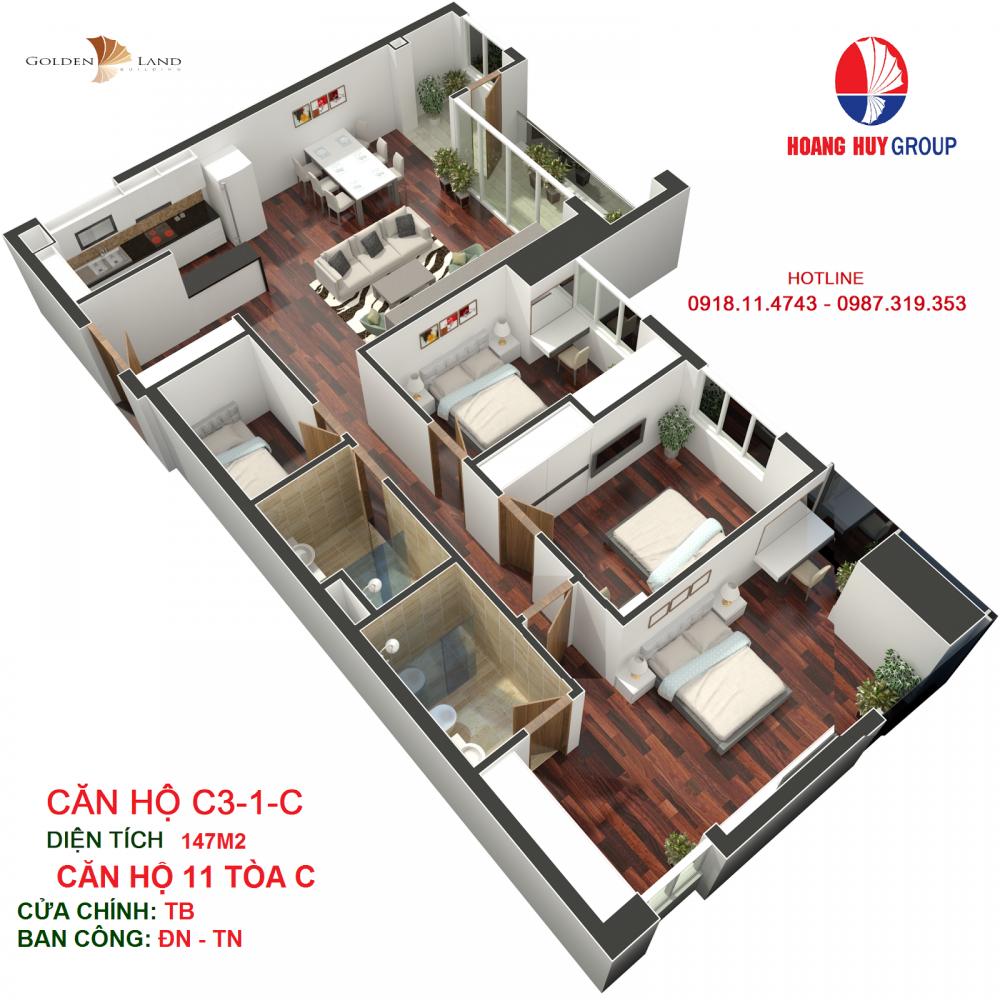 GOLDEN LAND
BUILDING
HOANG HUY GROUP
HOTLINE
0918.11.4743 - 0987.319.353
CĂN HỘ C3-1-C
DIỆN TÍCH 147M2
CĂN HỘ 11 TÒA C
CỬA CHÍNH: TB
BAN CÔNG: ĐN - TN